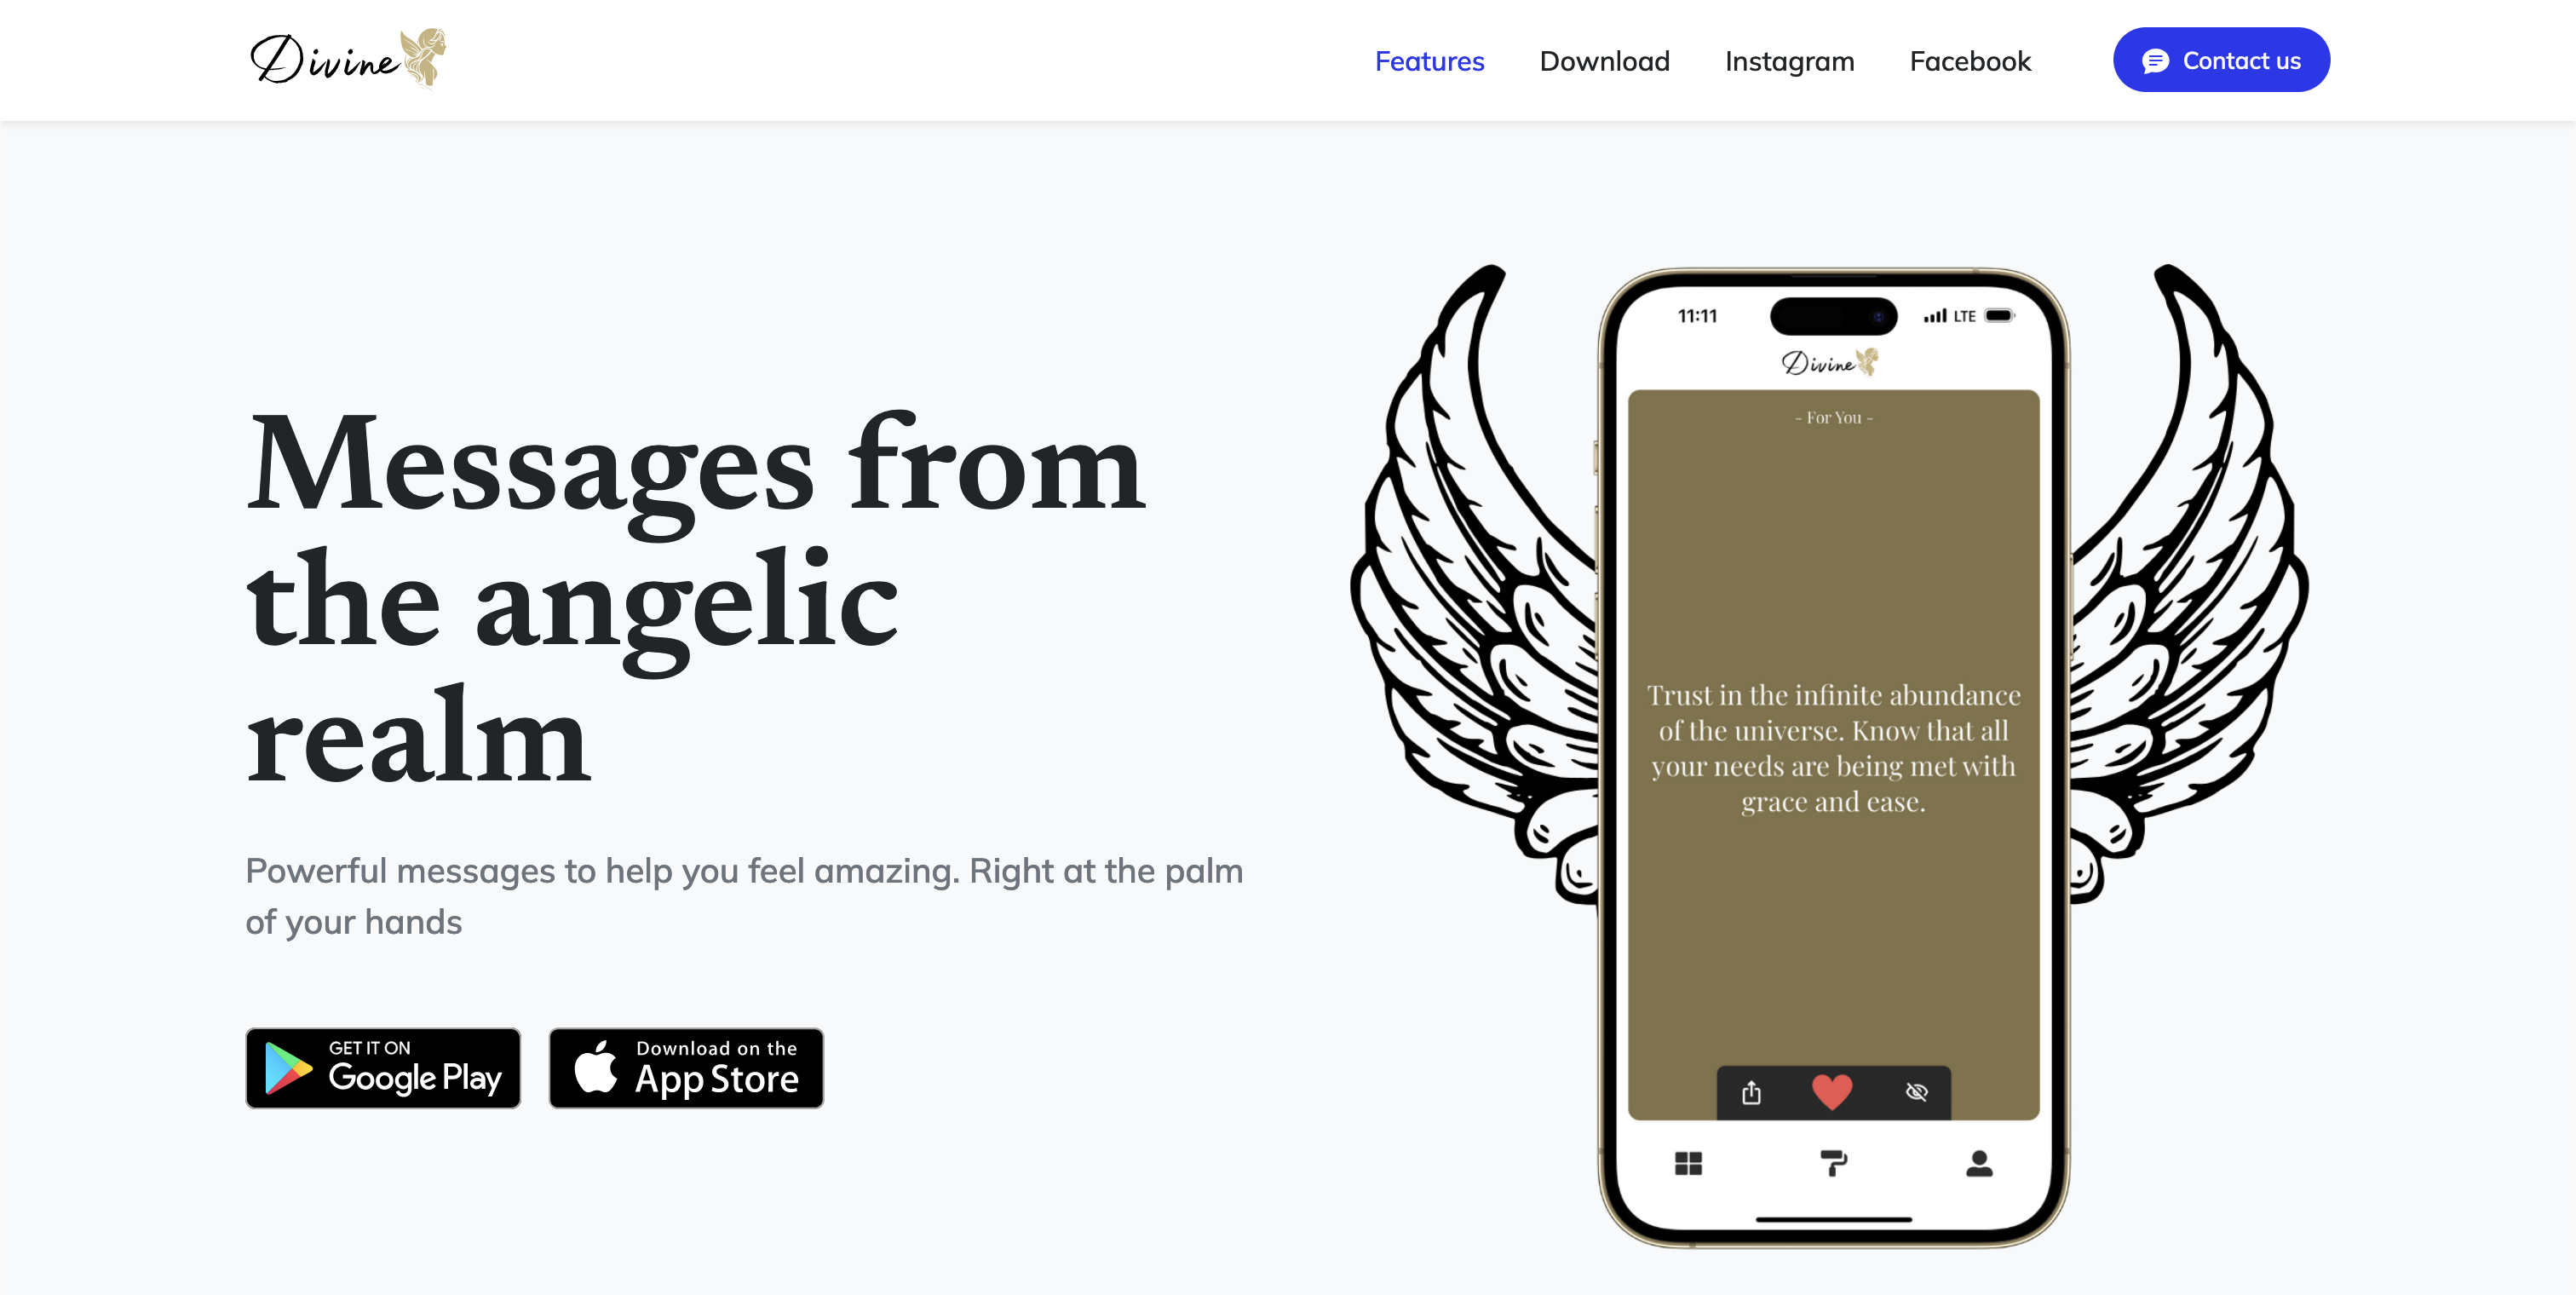 Divine
Features
Download
Instagram
Facebook
Contact us
Messages from
the angelic
realm
Powerful messages to help you feel amazing. Right at the palm
of your hands
GET IT ON
Google Play
Download on the
App Store
11:11
LTE
Divine
- For You -
Trust in the infinite abundance
of the universe. Know that all
your needs are being met with
grace and ease.